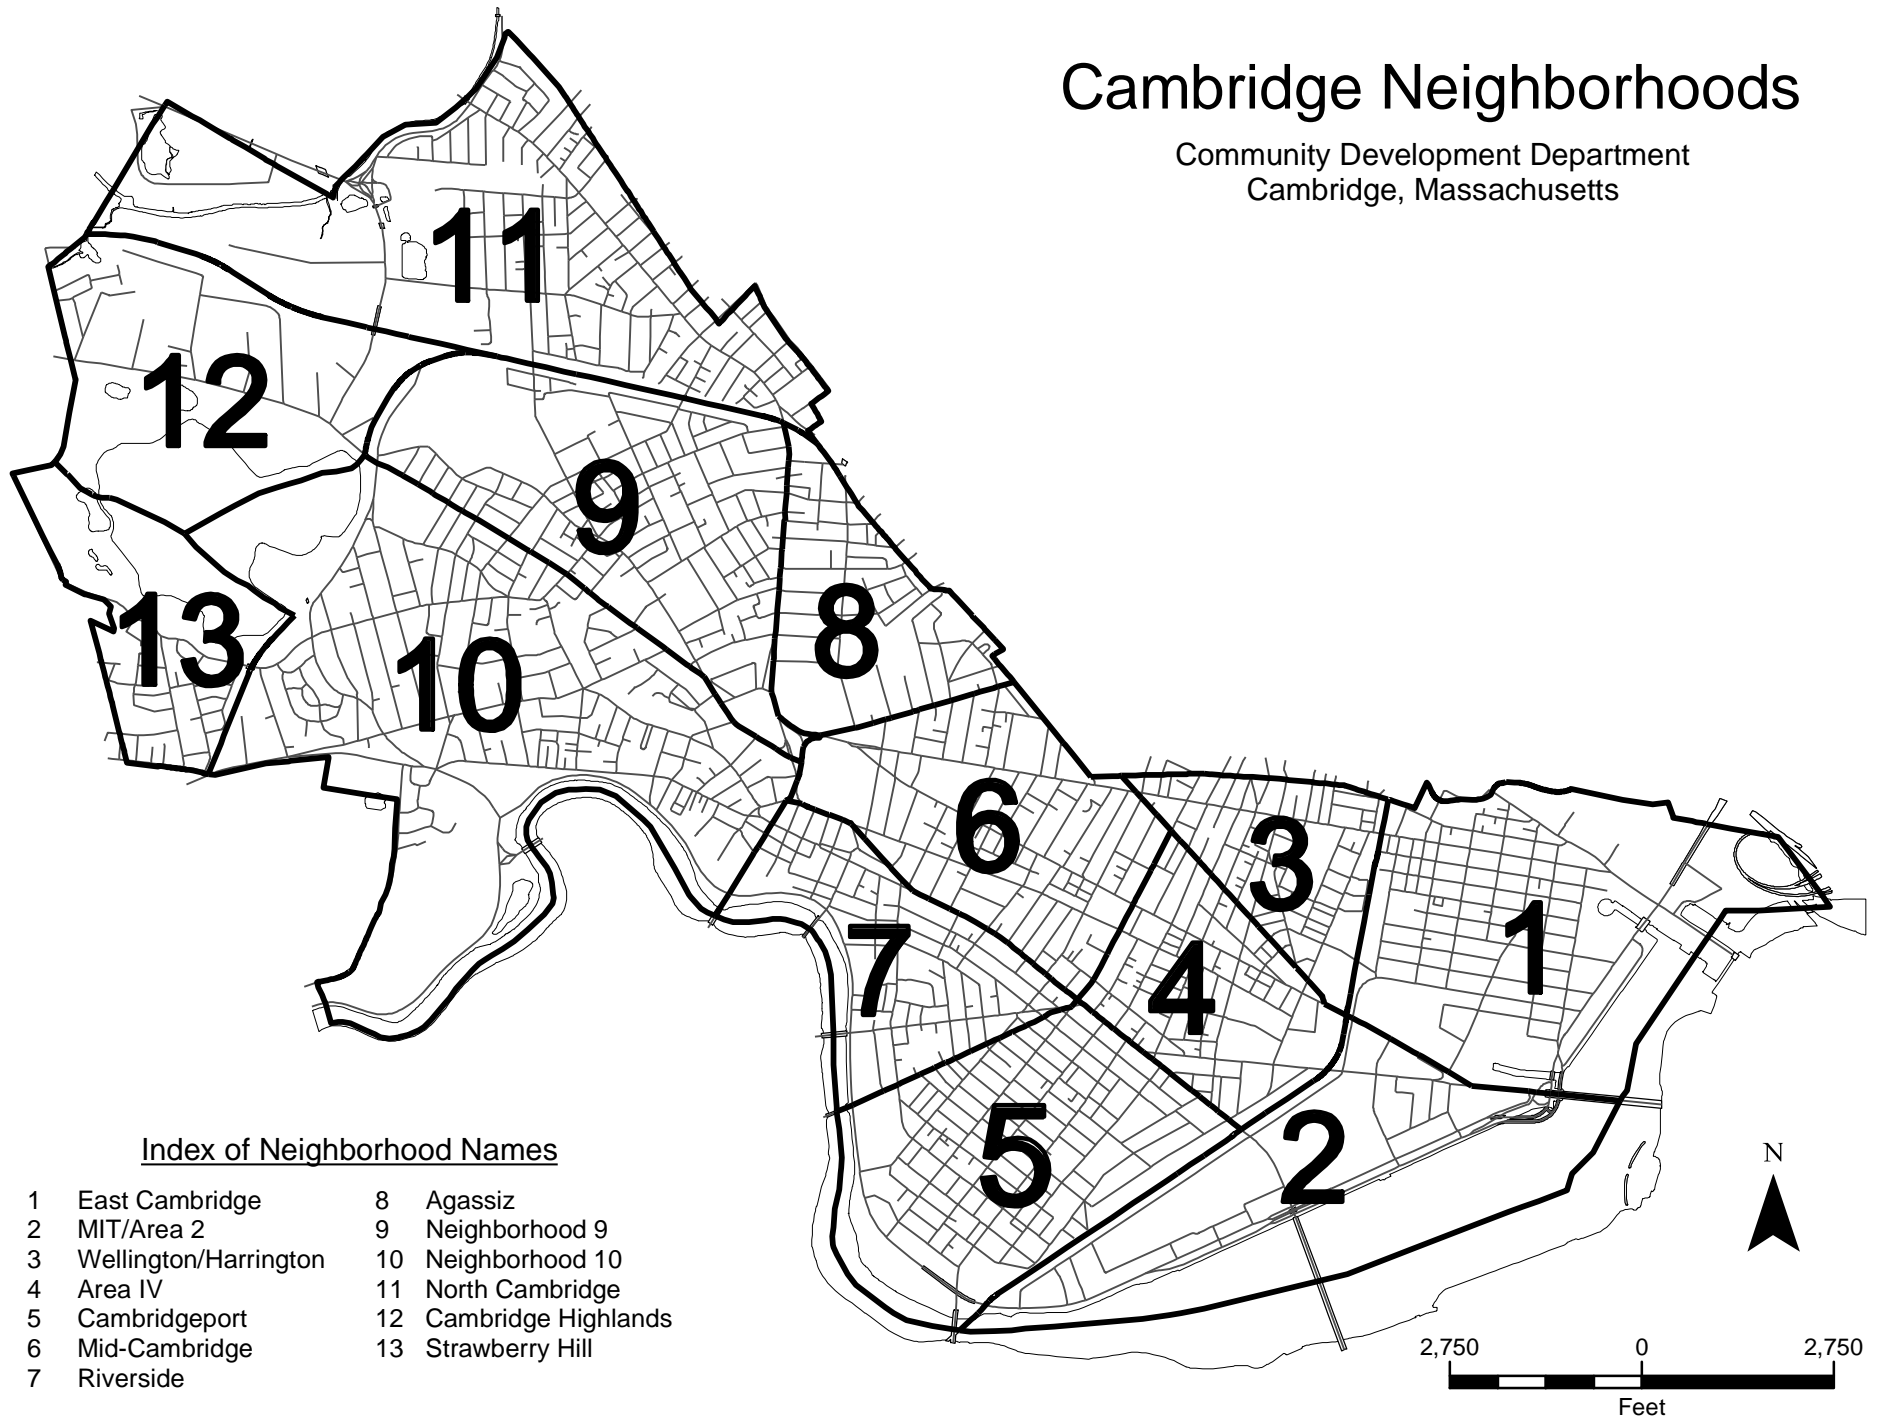 Cambridge Neighborhoods
Community Development Department
Cambridge, Massachusetts
11
12
9
8
13
10
6
3
1
7
4
5
2
Index of Neighborhood Names
1 East Cambridge
2 MIT/Area 2
3 Wellington/Harrington
4 Area IV
5 Cambridgeport
6 Mid-Cambridge
7 Riverside
8 Agassiz
9 Neighborhood 9
10 Neighborhood 10
11 North Cambridge
12 Cambridge Highlands
13 Strawberry Hill
N
2,750 0 2,750
Feet